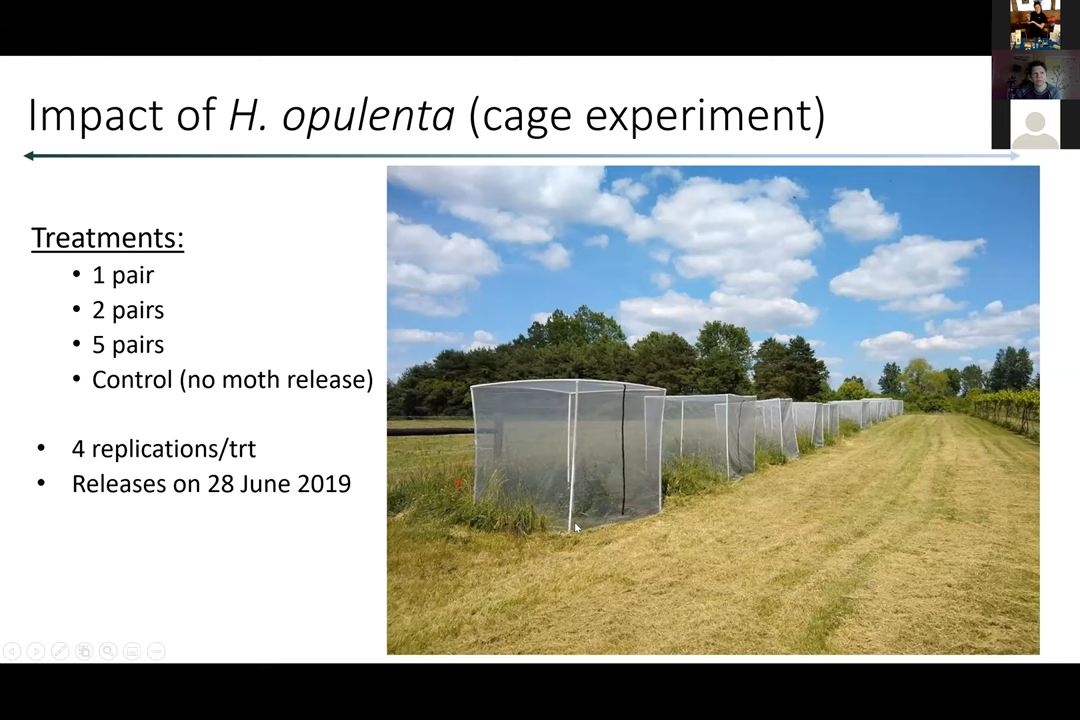 Impact of H. opulenta (cage experiment)
Treatments:
• 1 pair
• 2 pairs
• 5 pairs
• Control (no moth release)
• 4 replications/trt
• Releases on 28 June 2019